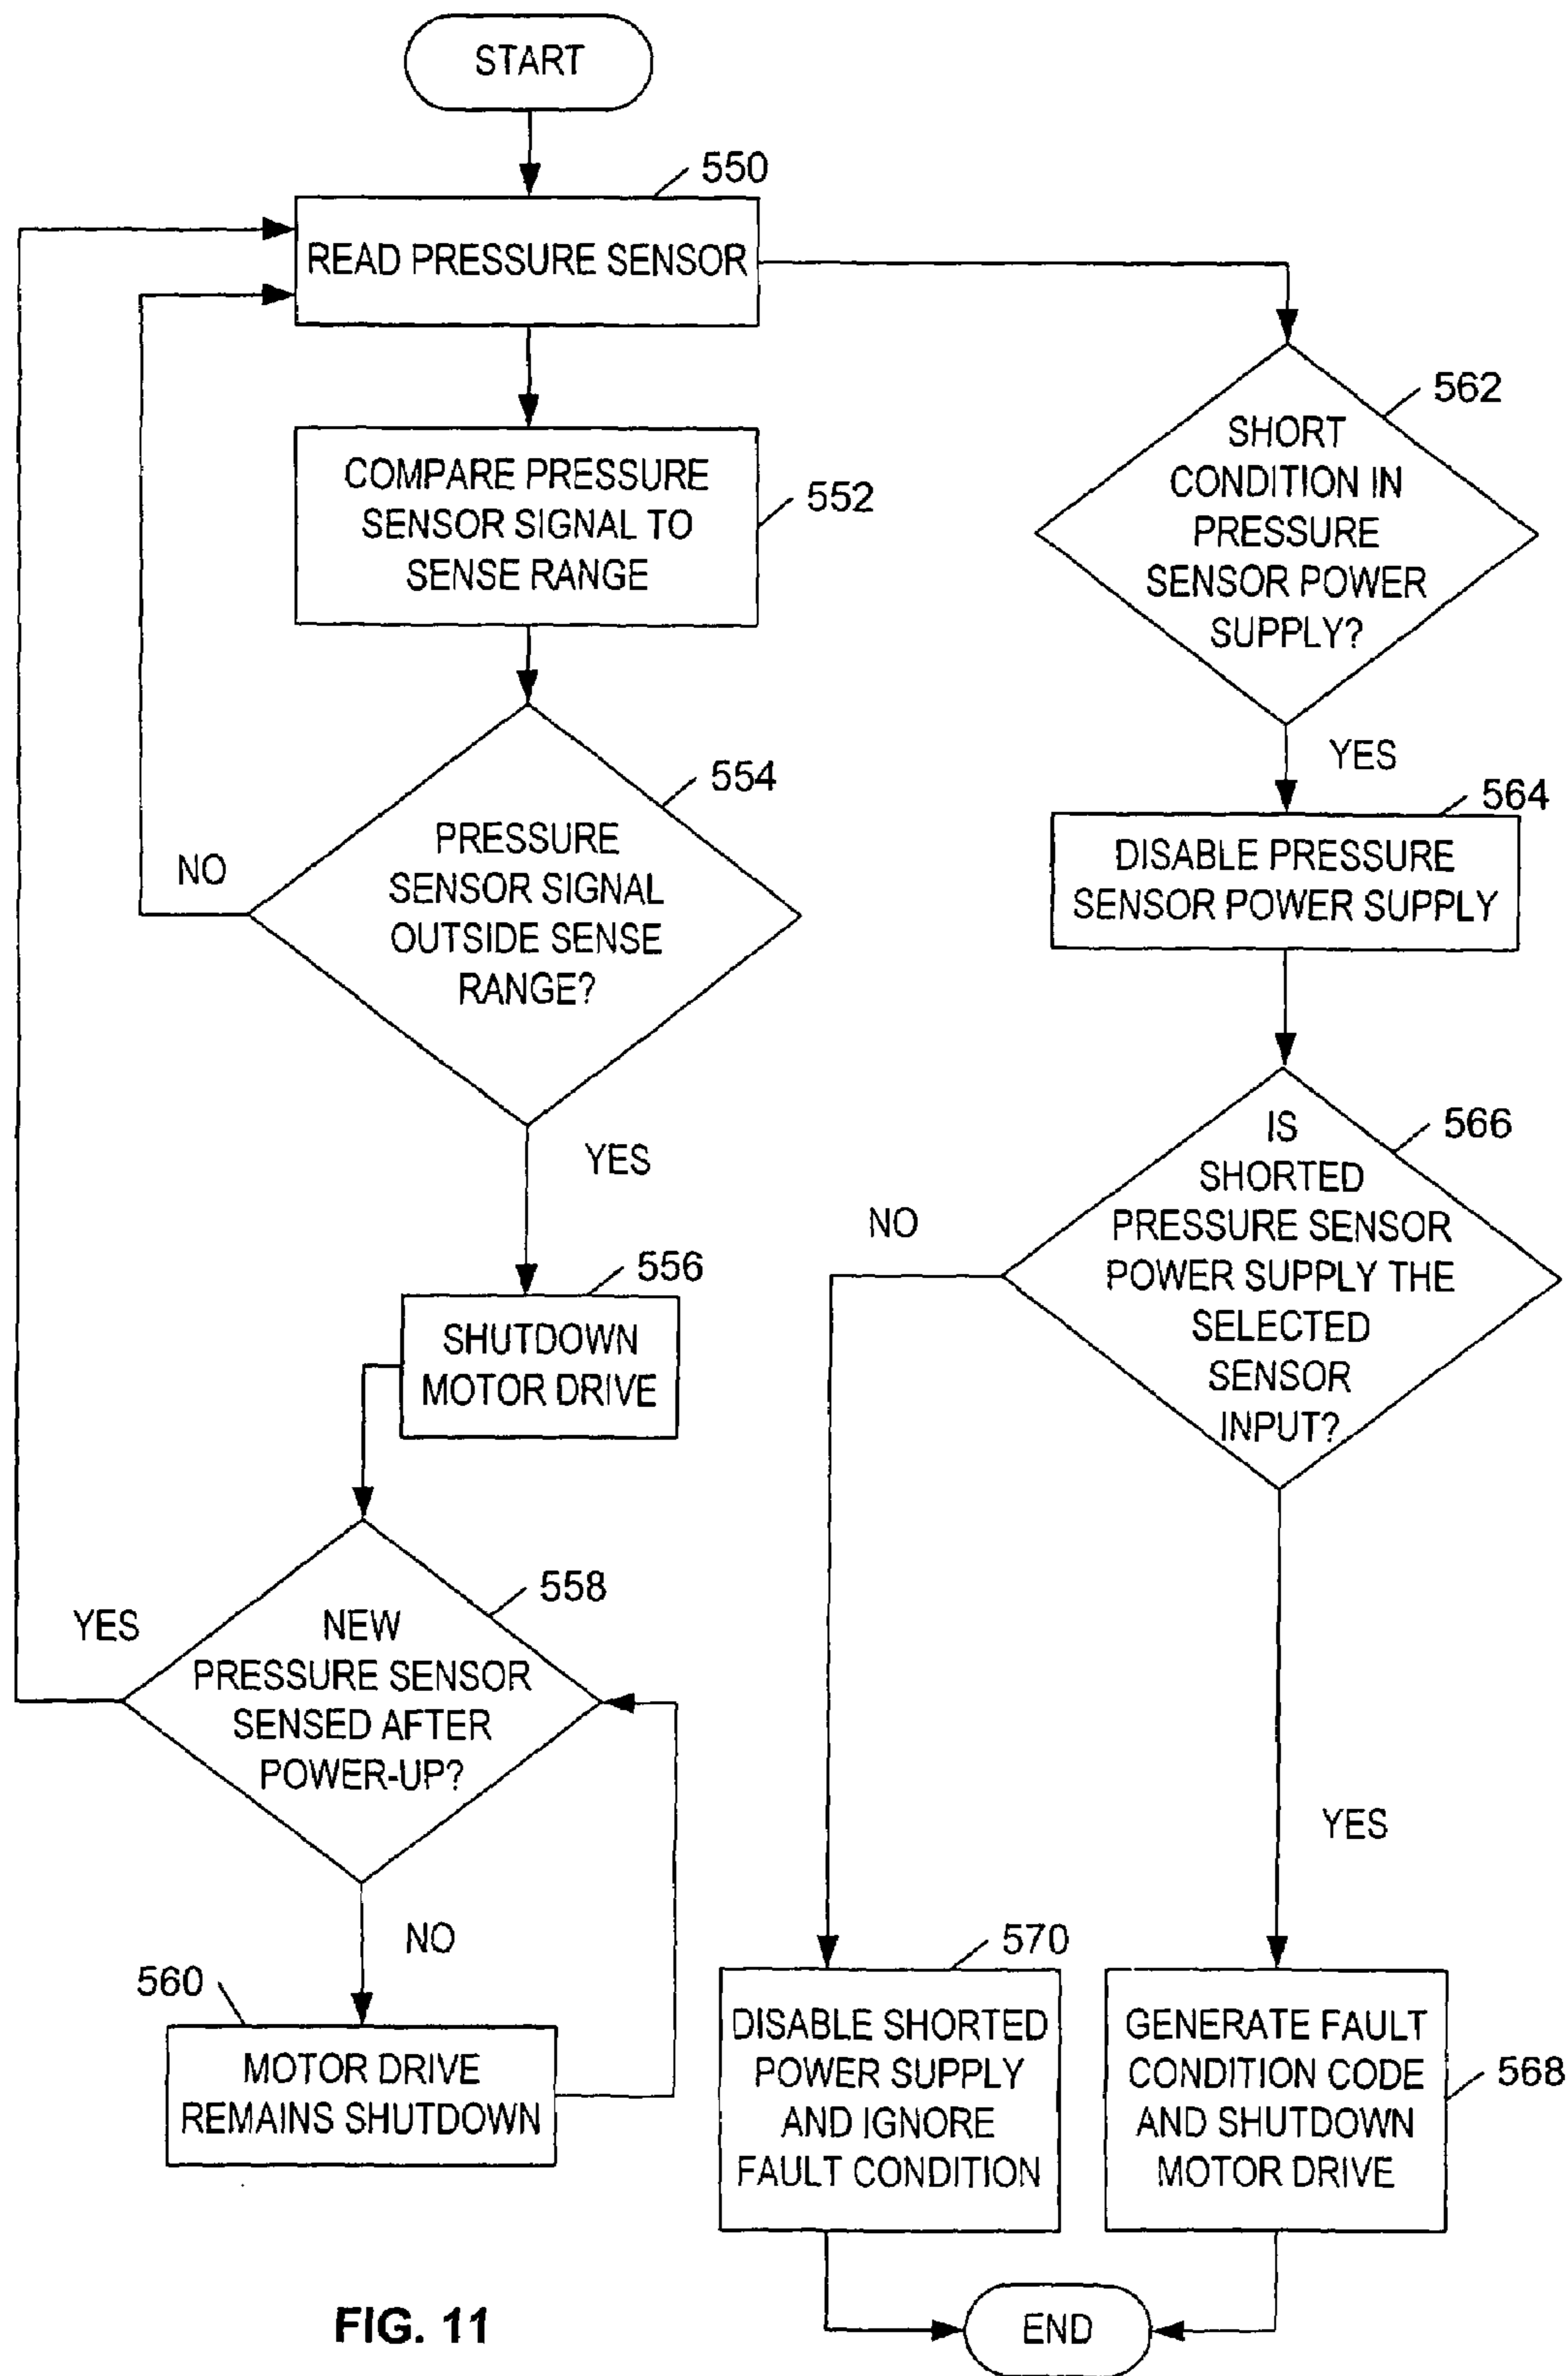 START
550
READ PRESSURE SENSOR
COMPARE PRESSURE
SENSOR SIGNAL TO
SENSE RANGE
552
554
PRESSURE
SENSOR SIGNAL
OUTSIDE SENSE
RANGE?
NO
YES
556
SHUTDOWN
MOTOR DRIVE
558
NEW
PRESSURE SENSOR
SENSED AFTER
POWER-UP?
YES
NO
560
MOTOR DRIVE
REMAINS SHUTDOWN
562
SHORT
CONDITION IN
PRESSURE
SENSOR POWER
SUPPLY?
YES
564
DISABLE PRESSURE
SENSOR POWER SUPPLY
566
IS
SHORTED
PRESSURE SENSOR
POWER SUPPLY THE
SELECTED
SENSOR
INPUT?
NO
YES
570
DISABLE SHORTED
POWER SUPPLY
AND IGNORE
FAULT CONDITION
GENERATE FAULT
CONDITION CODE
AND SHUTDOWN
MOTOR DRIVE
568
END
FIG. 11